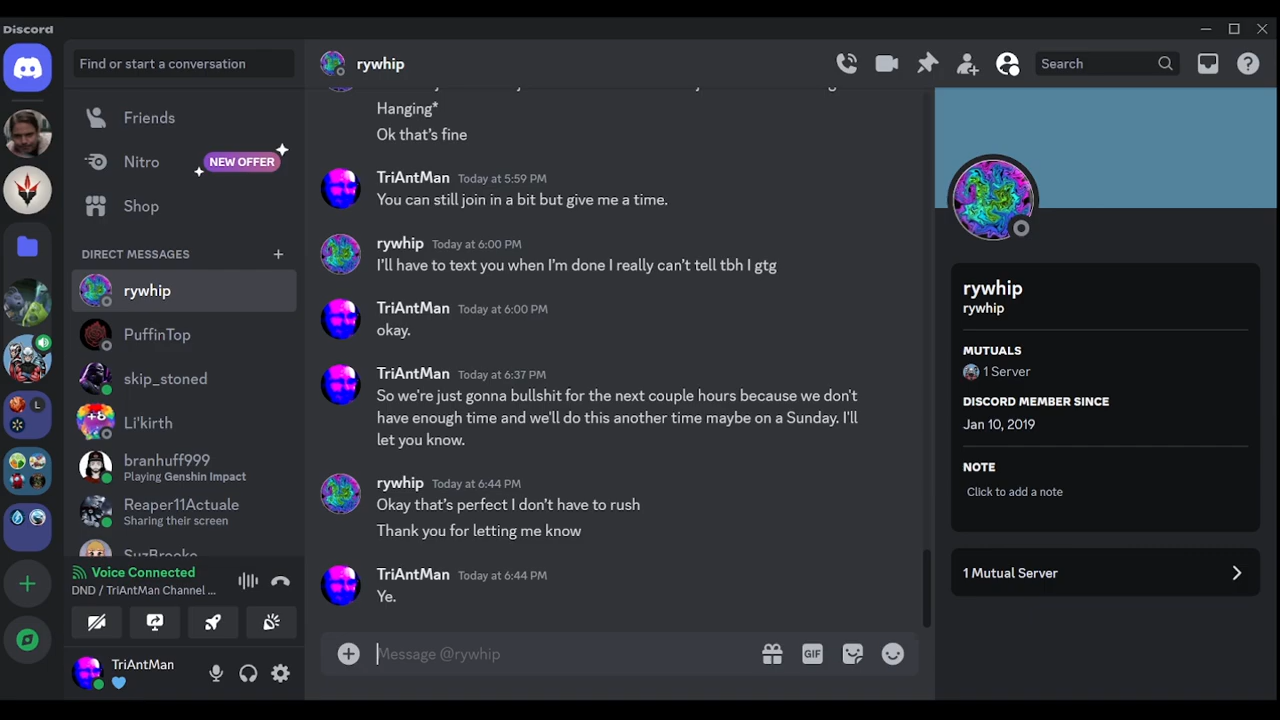 Discord
Find or start a conversation
rywhip
Search
Friends
Nitro
NEW OFFER
Shop
DIRECT MESSAGES
rywhip
PuffinTop
skip_stoned
Li'kirth
branhuff999
Playing Genshin Impact
Reaper11Actuale
Sharing their screen
SuzBrooke
Voice Connected
DND / TriAntMan Channel ...
TriAntMan
Hanging*
Ok that's fine
TriAntMan Today at 5:59 PM
You can still join in a bit but give me a time.
rywhip Today at 6:00 PM
I'll have to text you when I'm done I really can't tell tbh I gtg
TriAntMan Today at 6:00 PM
okay.
TriAntMan Today at 6:37 PM
So we're just gonna bullshit for the next couple hours because we don't
have enough time and we'll do this another time maybe on a Sunday. I'll
let you know.
rywhip Today at 6:44 PM
Okay that's perfect I don't have to rush
Thank you for letting me know
TriAntMan Today at 6:44 PM
Ye.
Message @rywhip
GIF
rywhip
rywhip
MUTUALS
1 Server
DISCORD MEMBER SINCE
Jan 10, 2019
NOTE
Click to add a note
1 Mutual Server
L